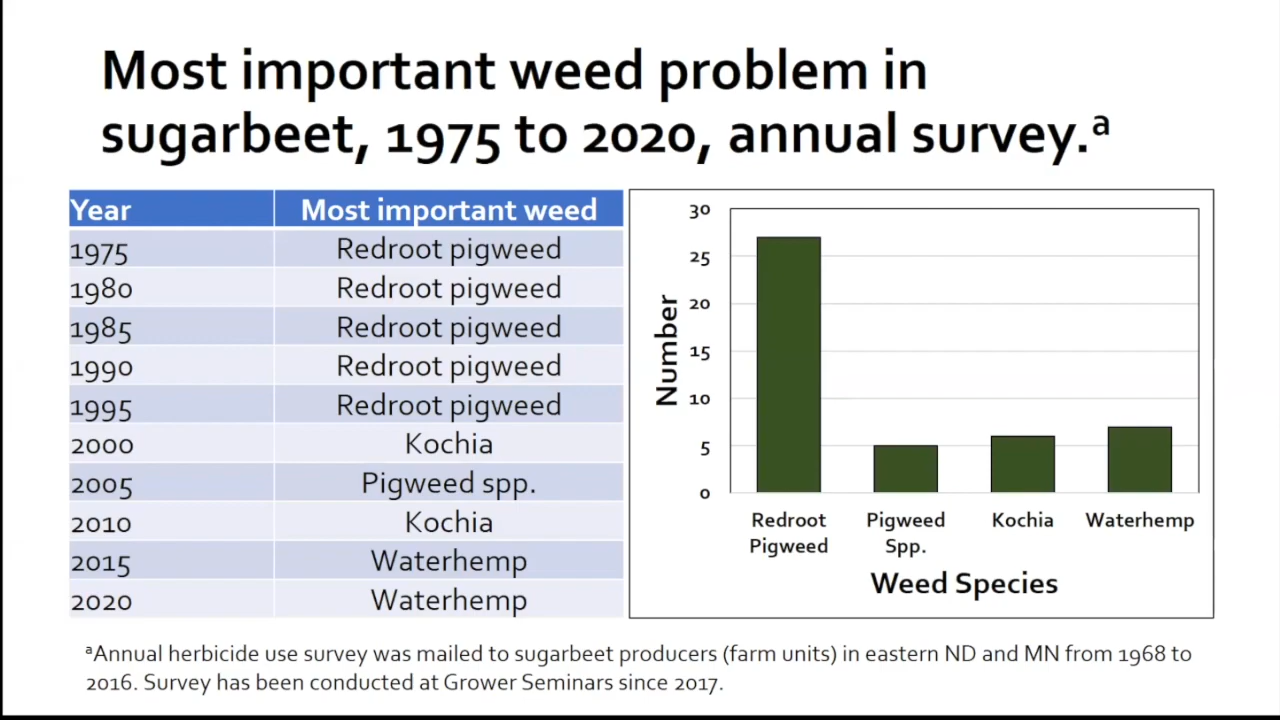 Most important weed problem in
sugarbeet, 1975 to 2020, annual survey.ᵃ
Year Most important weed
1975 Redroot pigweed
1980 Redroot pigweed
1985 Redroot pigweed
1990 Redroot pigweed
1995 Redroot pigweed
2000 Kochia
2005 Pigweed spp.
2010 Kochia
2015 Waterhemp
2020 Waterhemp
Number
30
25
20
15
10
5
0
Redroot Pigweed Kochia Waterhemp
Pigweed Spp.
Weed Species
ᵃAnnual herbicide use survey was mailed to sugarbeet producers (farm units) in eastern ND and MN from 1968 to
2016. Survey has been conducted at Grower Seminars since 2017.